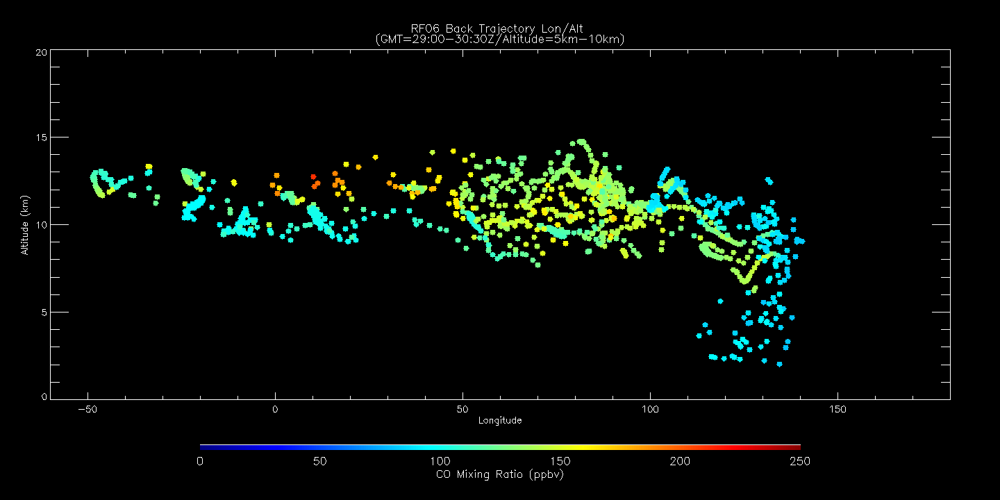 RF06 Back Trajectory Lon/Alt
(GMT=29:00-30:30Z/Altitude=5km-10km)
20
15
10
5
0
Altitude (km)
-50 0 50 100 150
Longitude
0 50 100 150 200 250
CO Mixing Ratio (ppbv)